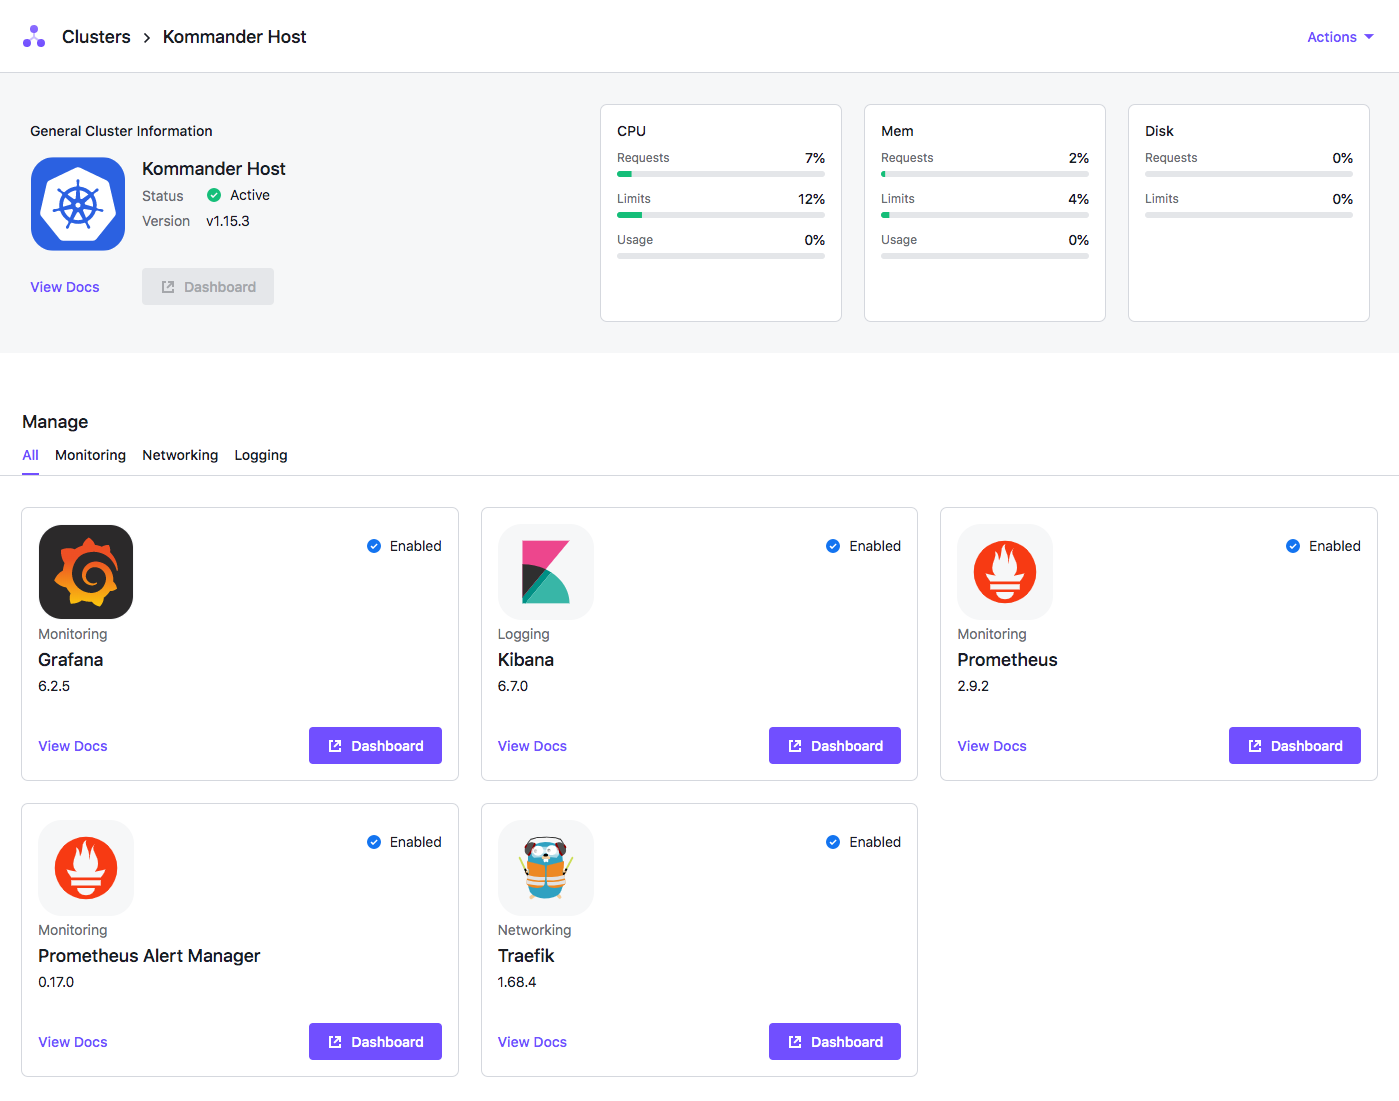 Clusters > Kommander Host
Actions
General Cluster Information
Kommander Host
Status Active
Version v1.15.3
View Docs
Dashboard
CPU
Requests 7%
Limits 12%
Usage 0%
Mem
Requests 2%
Limits 4%
Usage 0%
Disk
Requests 0%
Limits 0%
Manage
All Monitoring Networking Logging
Enabled
Monitoring
Grafana
6.2.5
View Docs
Dashboard
Enabled
Logging
Kibana
6.7.0
View Docs
Dashboard
Enabled
Monitoring
Prometheus
2.9.2
View Docs
Dashboard
Enabled
Monitoring
Prometheus Alert Manager
0.17.0
View Docs
Dashboard
Enabled
Networking
Traefik
1.68.4
View Docs
Dashboard